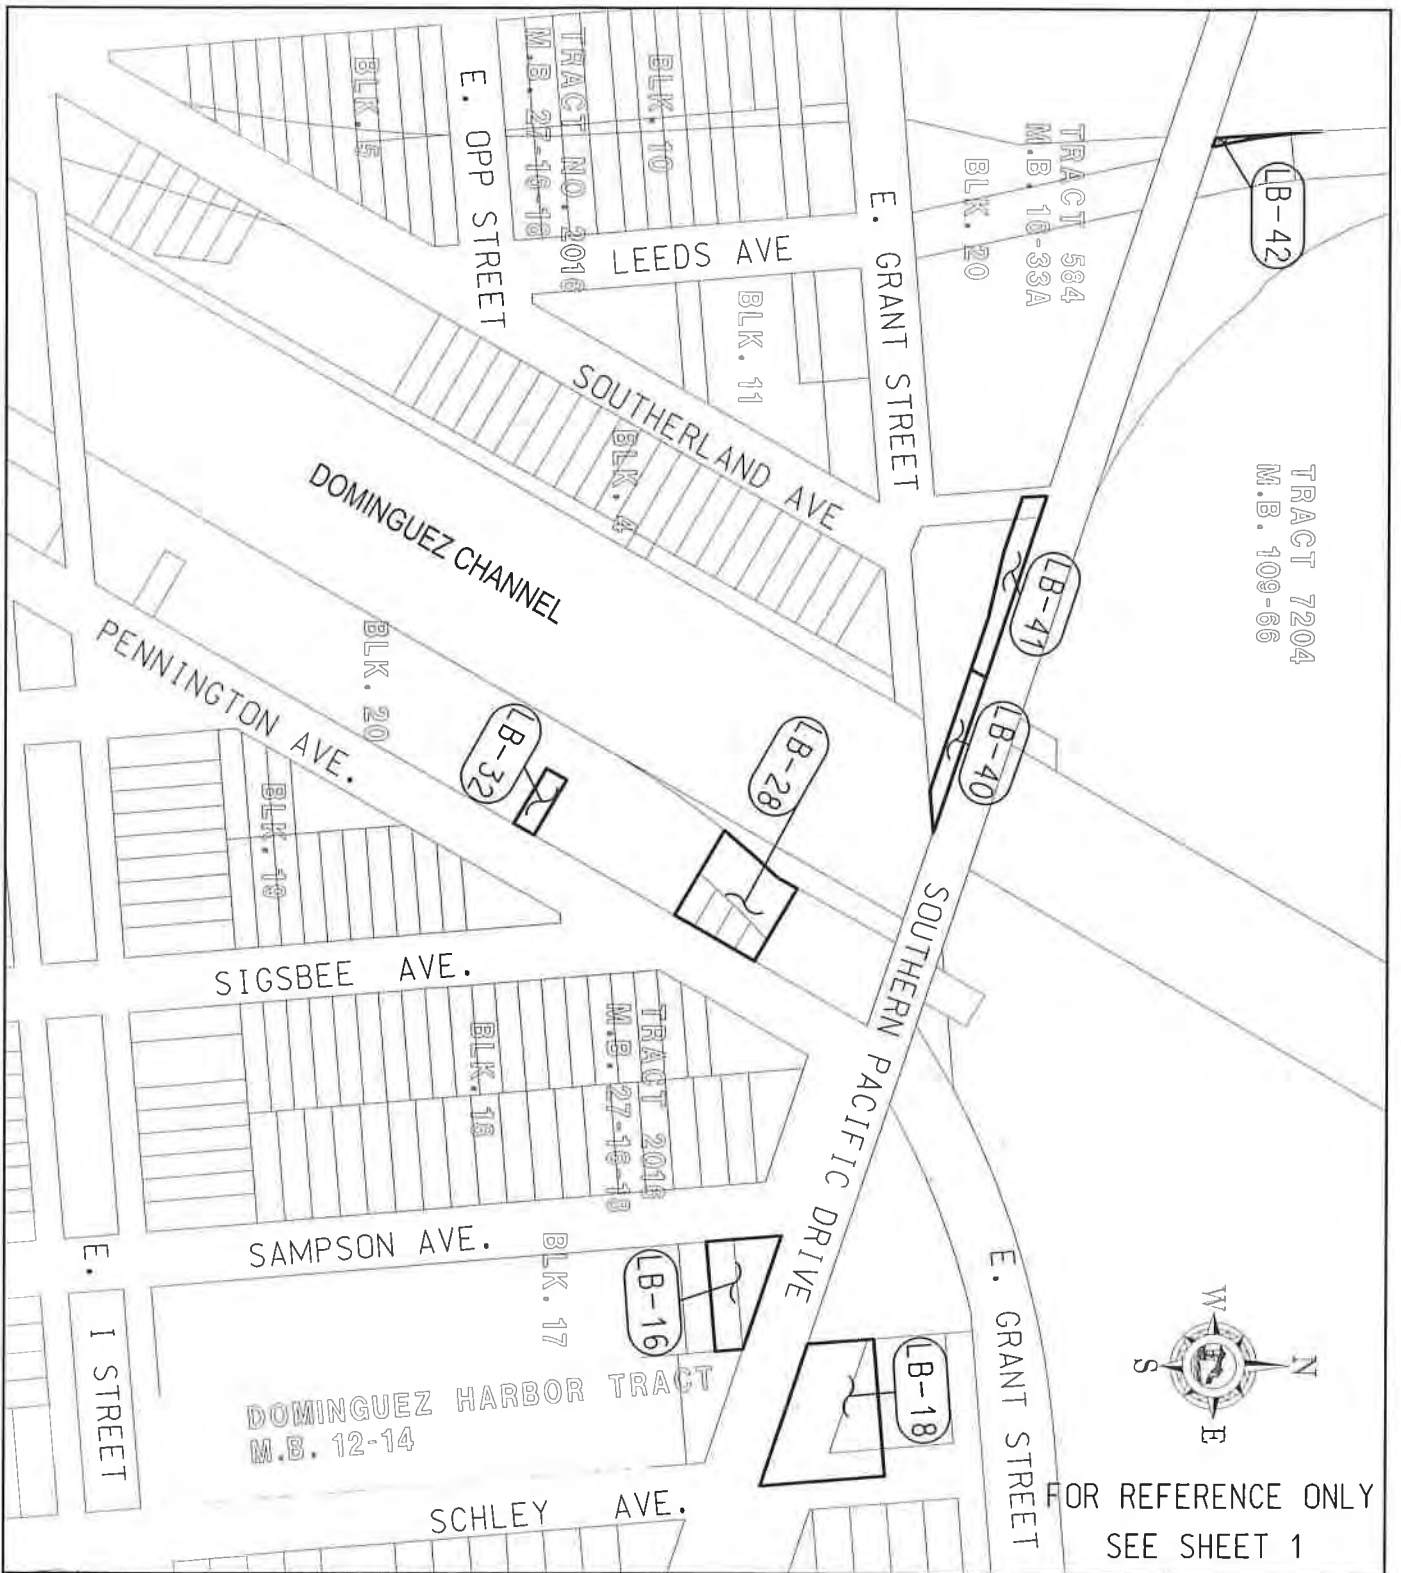 BLK. 5
E. OPP STREET
TRACT NO. 2016
M.B. 27-16-18
BLK. 10
LEEDS AVE
E. GRANT STREET
BLK. 20
TRACT 584
M.B. 16-33A
LB-42
BLK. 11
SOUTHERLAND AVE
BLK. 4
DOMINGUEZ CHANNEL
TRACT 7204
M.B. 109-66
LB-41
LB-40
PENNINGTON AVE.
BLK. 20
LB-32
LB-28
BLK. 19
SIGSBEE AVE.
SOUTHERN PACIFIC DRIVE
BLK. 18
TRACT 2016
M.B. 27-16-18
SAMPSON AVE.
BLK. 17
LB-16
LB-18
E. GRANT STREET
E. I STREET
DOMINGUEZ HARBOR TRACT
M.B. 12-14
SCHLEY AVE.
W
N
S
E
FOR REFERENCE ONLY
SEE SHEET 1